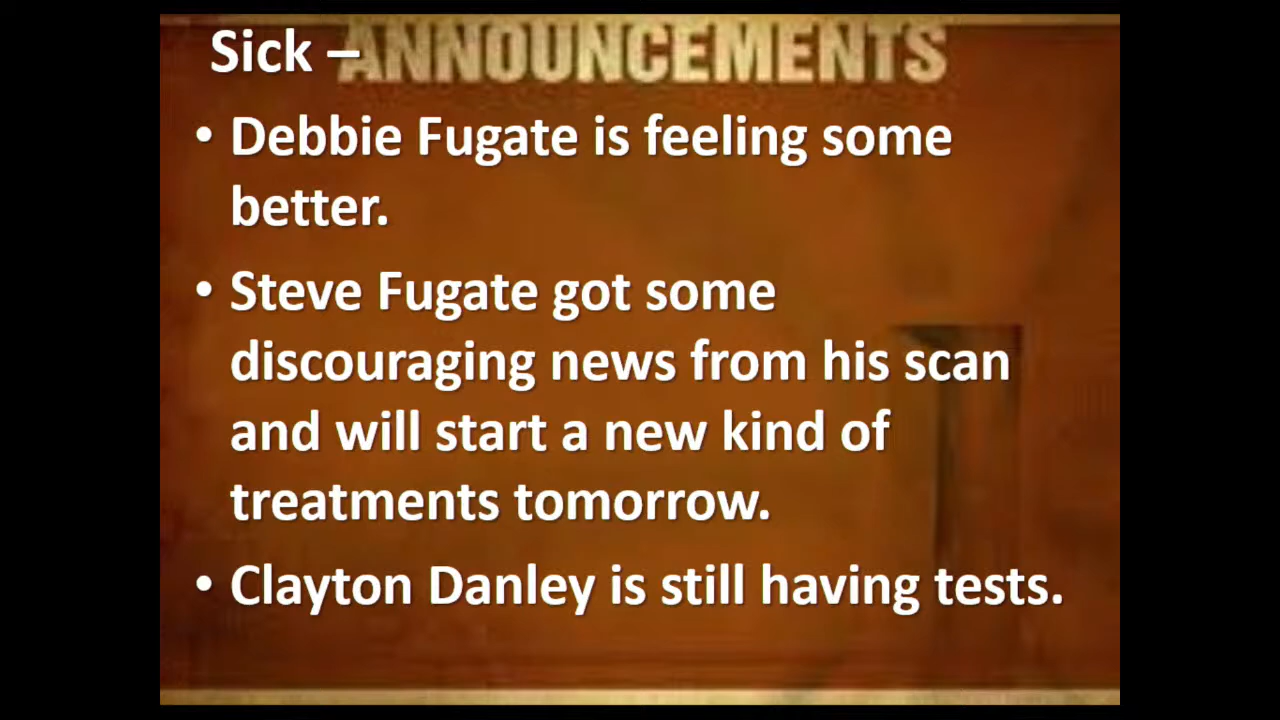 Sick – ANNOUNCEMENTS
• Debbie Fugate is feeling some
better.
• Steve Fugate got some
discouraging news from his scan
and will start a new kind of
treatments tomorrow.
• Clayton Danley is still having tests.